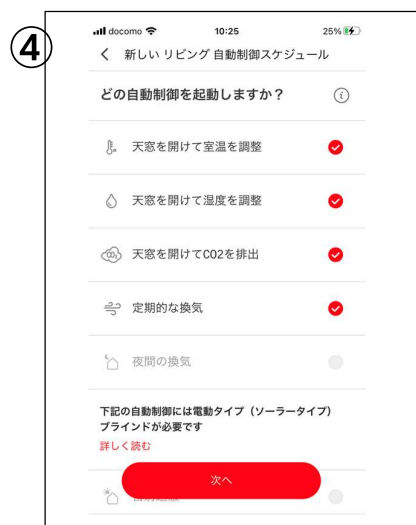 ④
docomo 10:25 25%
新しい リビング 自動制御スケジュール
どの自動制御を起動しますか？
天窓を開けて室温を調整
天窓を開けて湿度を調整
天窓を開けてCO2を排出
定期的な換気
夜間の換気
下記の自動制御には電動タイプ（ソーラータイプ）
ブラインドが必要です
詳しく読む
次へ